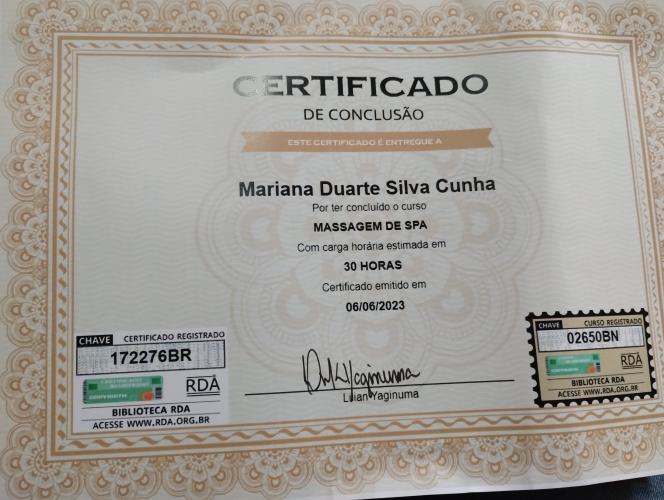 CERTIFICADO
DE CONCLUSÃO
ESTE CERTIFICADO É ENTREGUE A
Mariana Duarte Silva Cunha
Por ter concluído o curso
MASSAGEM DE SPA
Com carga horária estimada em
30 HORAS
Certificado emitido em
06/06/2023
Lilian Yaginuma
CHAVE CERTIFICADO REGISTRADO
172276BR
COPYRIGTH
RDA
BIBLIOTECA RDA
ACESSE WWW.RDA.ORG.BR
CHAVE CURSO REGISTRADO
02650BN
RDA
BIBLIOTECA RDA
ACESSE WWW.RDA.ORG.BR